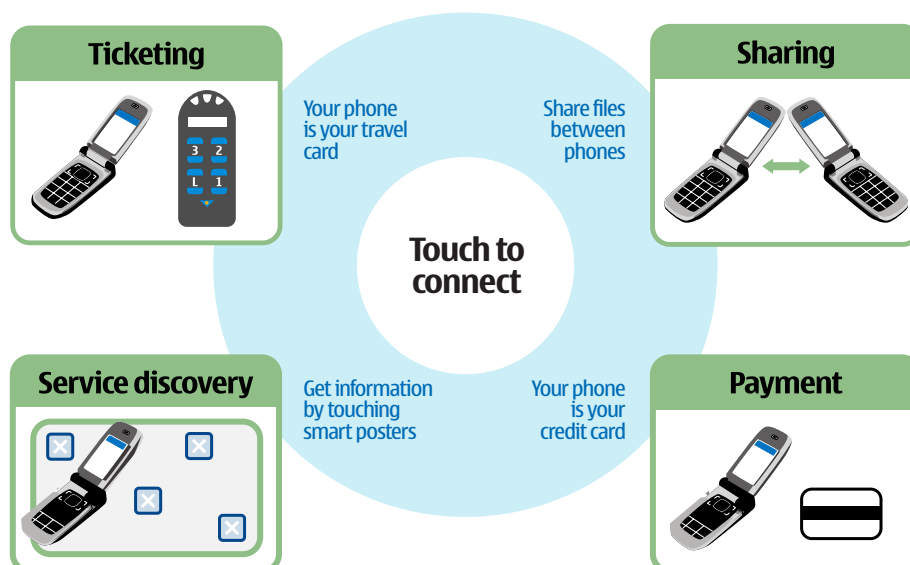 Ticketing
3 2
L 1
Your phone
is your travel
card
Share files
between
phones
Sharing
Touch to
connect
Service discovery
Get information
by touching
smart posters
Your phone
is your
credit card
Payment